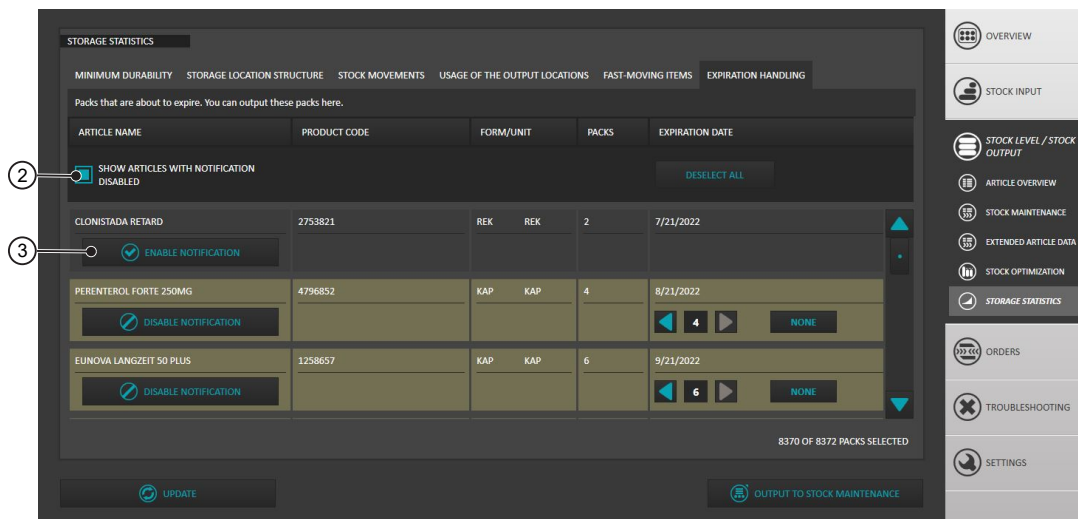 STORAGE STATISTICS
MINIMUM DURABILITY STORAGE LOCATION STRUCTURE STOCK MOVEMENTS USAGE OF THE OUTPUT LOCATIONS FAST-MOVING ITEMS EXPIRATION HANDLING
Packs that are about to expire. You can output these packs here.
ARTICLE NAME PRODUCT CODE FORM/UNIT PACKS EXPIRATION DATE
2
SHOW ARTICLES WITH NOTIFICATION
DISABLED
DESELECT ALL
CLONISTADA RETARD 2753821 REK REK 2 7/21/2022
3
ENABLE NOTIFICATION
PERENTEROL FORTE 250MG 4796852 KAP KAP 4 8/21/2022
DISABLE NOTIFICATION 4 NONE
EUNOVA LANGZEIT 50 PLUS 1258657 KAP KAP 6 9/21/2022
DISABLE NOTIFICATION 6 NONE
8370 OF 8372 PACKS SELECTED
UPDATE
OUTPUT TO STOCK MAINTENANCE
OVERVIEW
STOCK INPUT
STOCK LEVEL / STOCK
OUTPUT
ARTICLE OVERVIEW
STOCK MAINTENANCE
EXTENDED ARTICLE DATA
STOCK OPTIMIZATION
STORAGE STATISTICS
ORDERS
TROUBLESHOOTING
SETTINGS